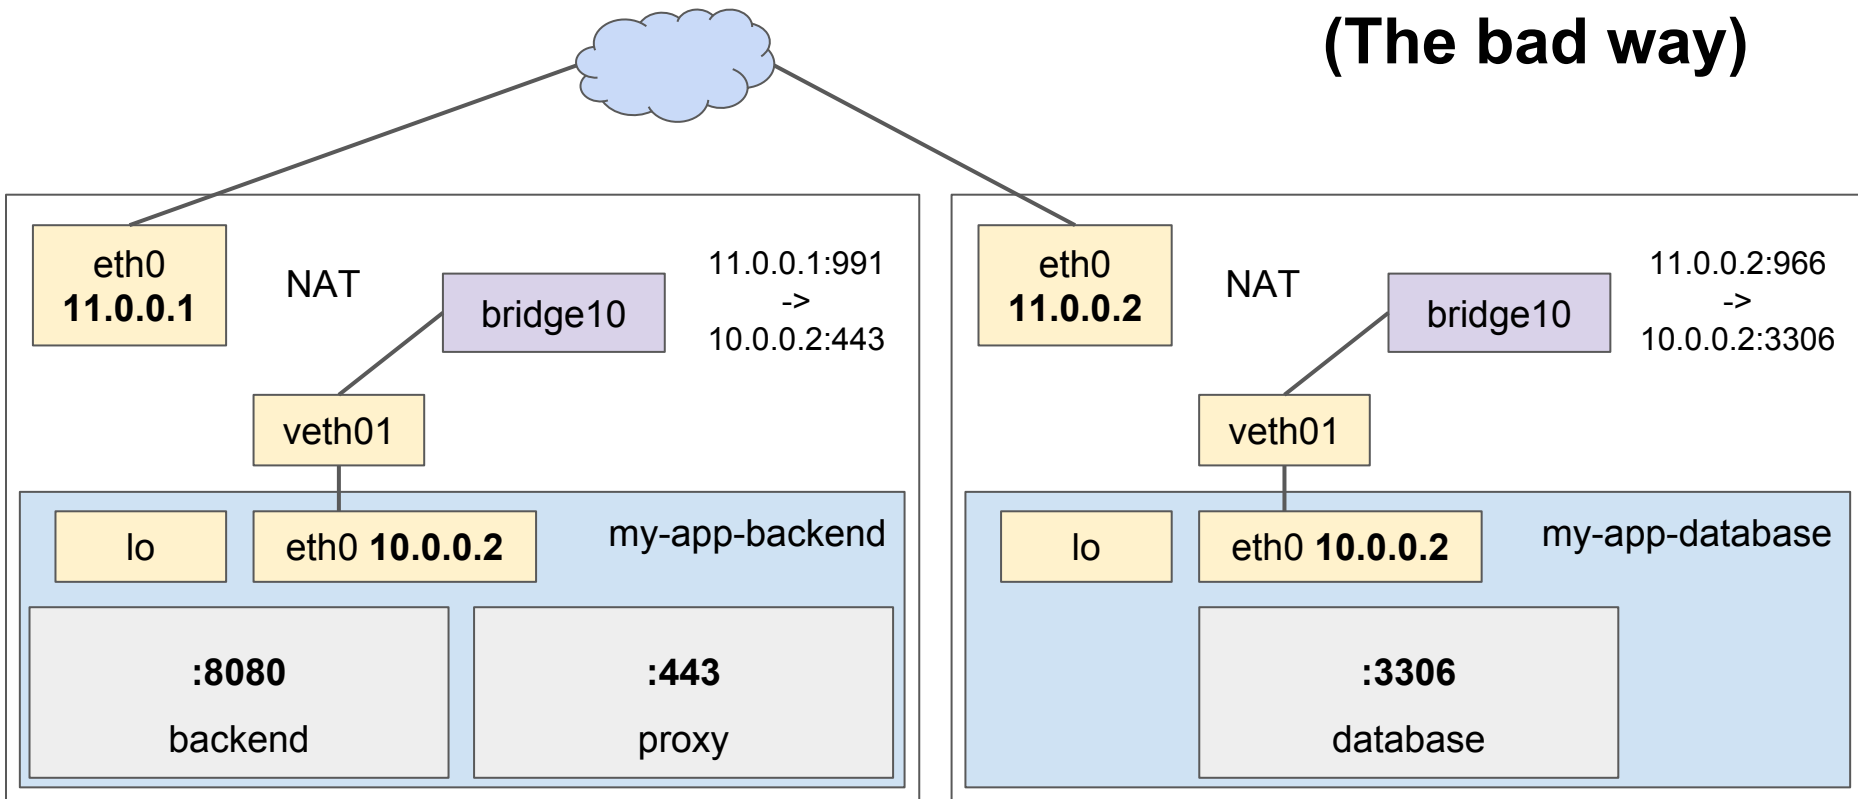 (The bad way)
eth0
11.0.0.1
NAT
bridge10
11.0.0.1:991
->
10.0.0.2:443
veth01
lo
eth0 10.0.0.2
my-app-backend
:8080
backend
:443
proxy
eth0
11.0.0.2
NAT
bridge10
11.0.0.2:966
->
10.0.0.2:3306
veth01
lo
eth0 10.0.0.2
my-app-database
:3306
database